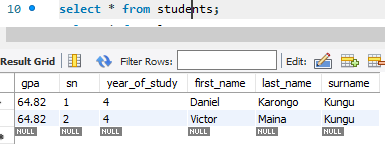 10 select * from students;
Result Grid Filter Rows: Edit:
gpa sn year_of_study first_name last_name surname
64.82 1 4 Daniel Karongo Kungu
64.82 2 4 Victor Maina Kungu
NULL NULL NULL NULL NULL NULL